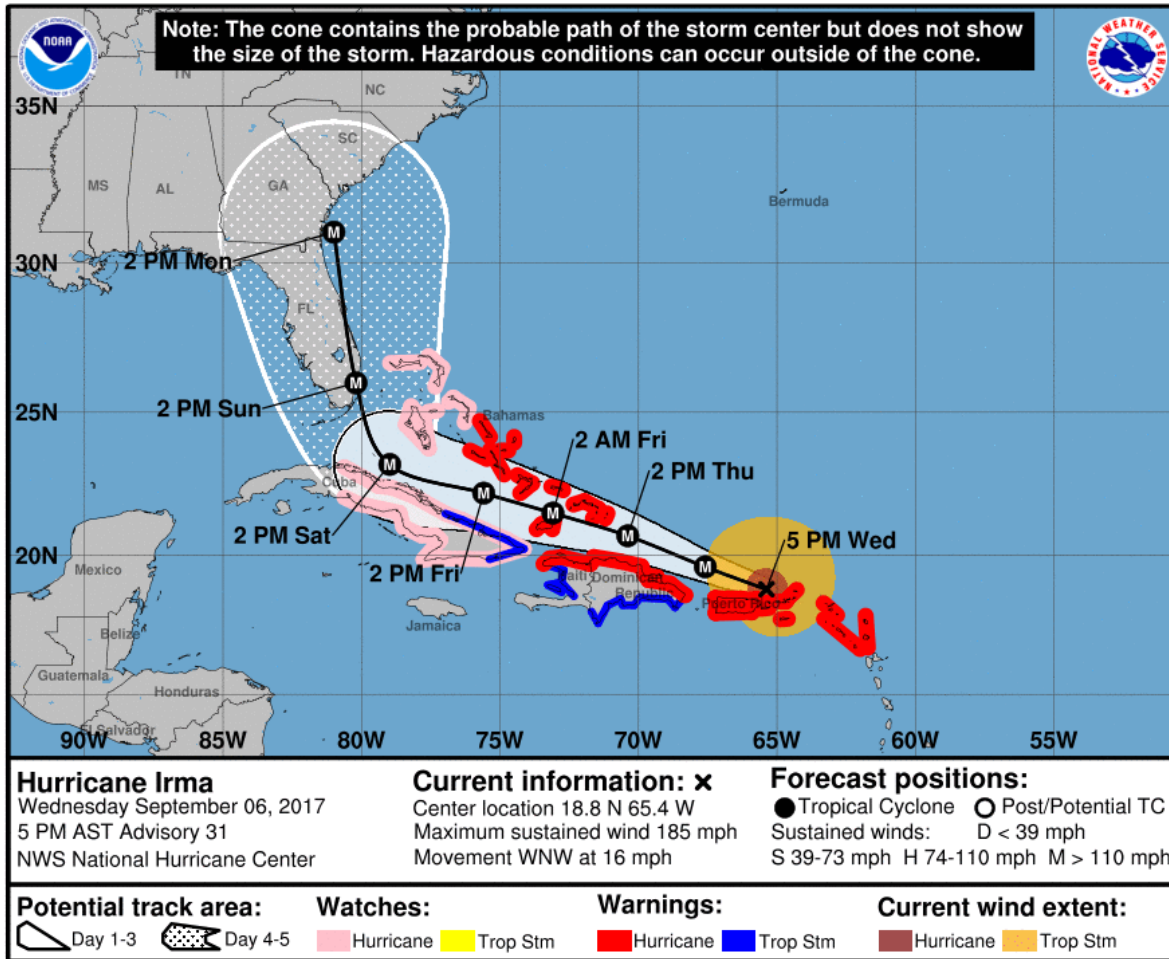 Note: The cone contains the probable path of the storm center but does not show
the size of the storm. Hazardous conditions can occur outside of the cone.
NOAA
NATIONAL WEATHER SERVICE
TN
NC
35N
SC
MS
AL
GA
Bermuda
2 PM Mon
M
30N
FL
M
2 PM Sun
25N
Bahamas
2 AM Fri
2 PM Thu
M
Cuba
M
M
M
2 PM Sat
5 PM Wed
20N
2 PM Fri
M
Mexico
Haiti
Dominican
Republic
Puerto Rico
Jamaica
Belize
Guatemala
Honduras
El Salvador
90W
85W
80W
75W
70W
65W
60W
55W
Hurricane Irma
Wednesday September 06, 2017
5 PM AST Advisory 31
NWS National Hurricane Center
Current information: x
Center location 18.8 N 65.4 W
Maximum sustained wind 185 mph
Movement WNW at 16 mph
Forecast positions:
Tropical Cyclone Post/Potential TC
Sustained winds: D < 39 mph
S 39-73 mph H 74-110 mph M > 110 mph
Potential track area:
Day 1-3 Day 4-5
Watches:
Hurricane Trop Stm
Warnings:
Hurricane Trop Stm
Current wind extent:
Hurricane Trop Stm